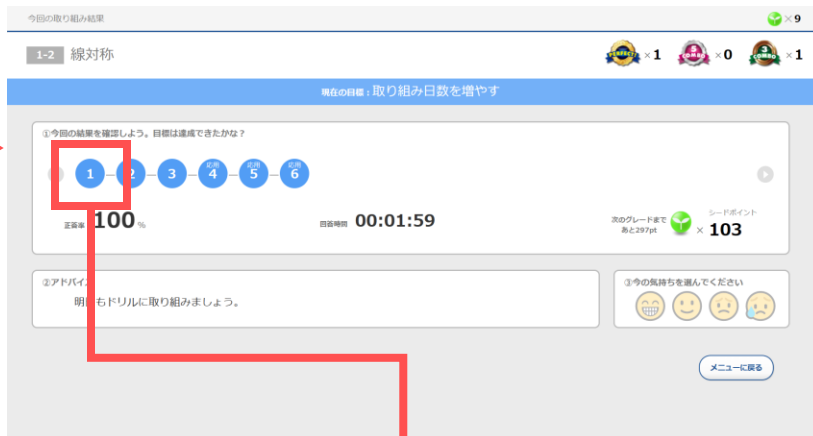 今回の取り組み結果
×9
1-2 線対称
PERFECT ×1 5 COMBO ×0 3 COMBO ×1
現在の目標：取り組み日数を増やす
①今回の結果を確認しよう。目標は達成できたかな？
1 2 3 応用 4 応用 5 応用 6
正答率 100 %
回答時間 00:01:59
次のグレードまで
あと297pt
シードポイント
× 103
②アドバイス
明日もドリルに取り組みましょう。
③今の気持ちを選んでください
メニューに戻る